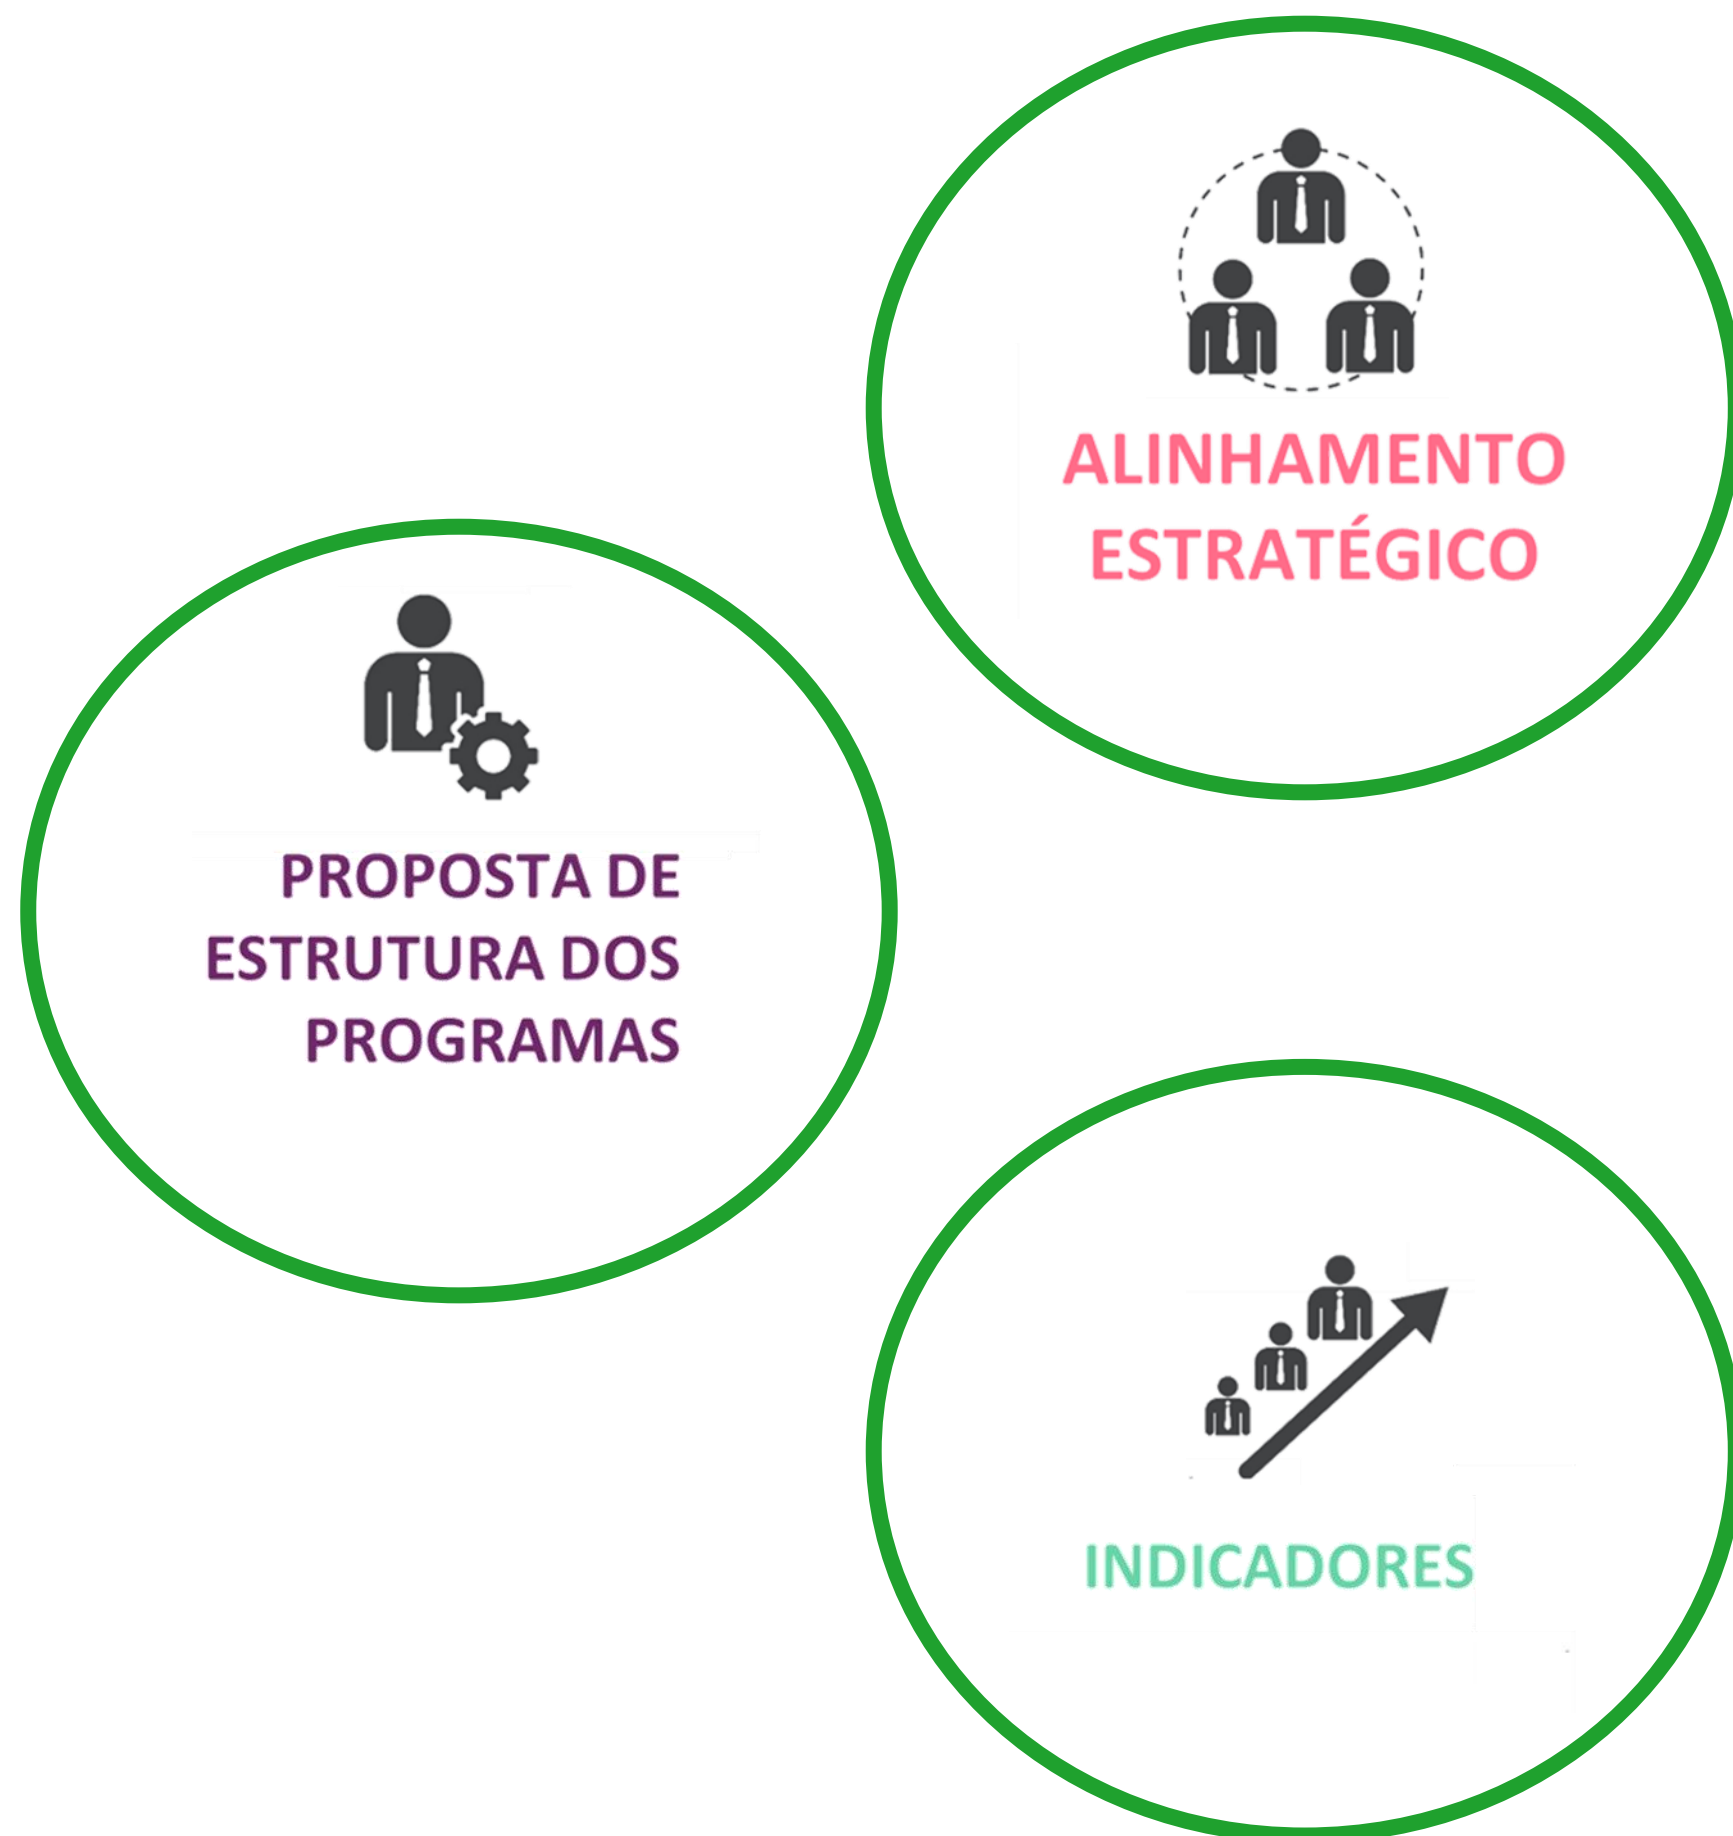 ALINHAMENTO
ESTRATÉGICO
PROPOSTA DE
ESTRUTURA DOS
PROGRAMAS
INDICADORES